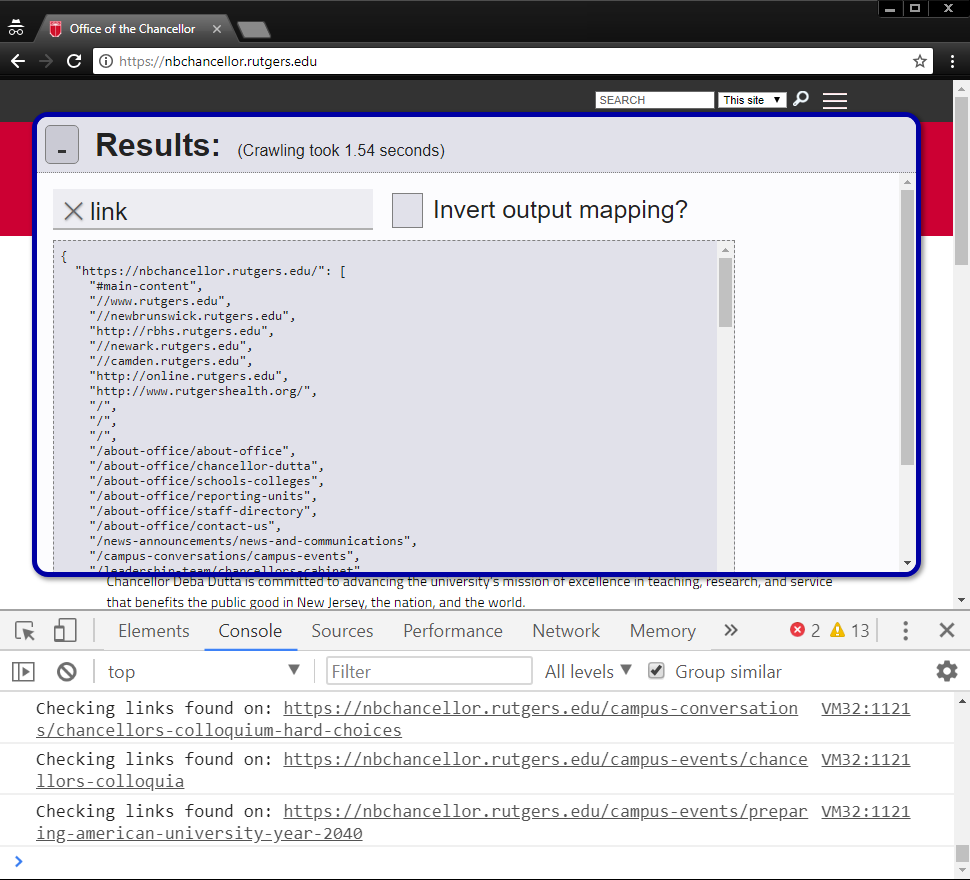 Office of the Chancellor
https://nbchancellor.rutgers.edu
SEARCH
This site
- Results: (Crawling took 1.54 seconds)
link
Invert output mapping?
{
"https://nbchancellor.rutgers.edu/": [
"#main-content",
"//www.rutgers.edu",
"//newbrunswick.rutgers.edu",
"http://rbhs.rutgers.edu",
"//newark.rutgers.edu",
"//camden.rutgers.edu",
"http://online.rutgers.edu",
"http://www.rutgershealth.org/",
"/",
"/",
"/",
"/about-office/about-office",
"/about-office/chancellor-dutta",
"/about-office/schools-colleges",
"/about-office/reporting-units",
"/about-office/staff-directory",
"/about-office/contact-us",
"/news-announcements/news-and-communications",
"/campus-conversations/campus-events",
"/leadership-team/chancellors-cabinet"
Chancellor Deba Dutta is committed to advancing the university's mission of excellence in teaching, research, and service
that benefits the public good in New Jersey, the nation, and the world.
Elements Console Sources Performance Network Memory » 2 13
top Filter All levels Group similar
Checking links found on: https://nbchancellor.rutgers.edu/campus-conversation VM32:1121
s/chancellors-colloquium-hard-choices
Checking links found on: https://nbchancellor.rutgers.edu/campus-events/chance VM32:1121
llors-colloquia
Checking links found on: https://nbchancellor.rutgers.edu/campus-events/prepar VM32:1121
ing-american-university-year-2040
>